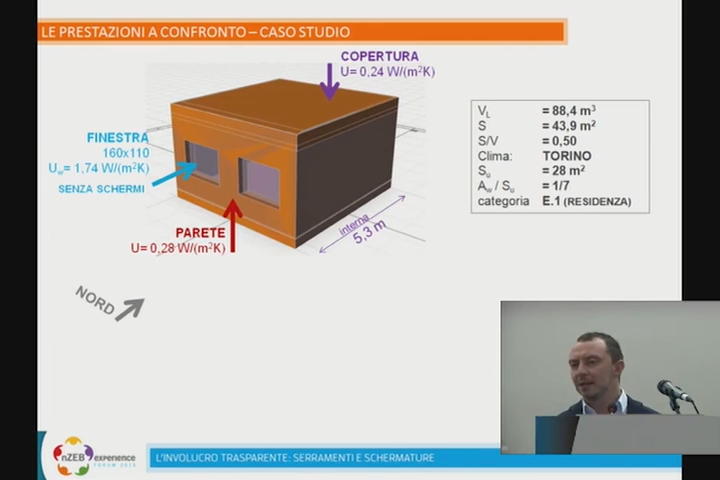 LE PRESTAZIONI A CONFRONTO – CASO STUDIO
COPERTURA
U= 0,24 W/(m²K)
FINESTRA
160x110
Uw= 1,74 W/(m²K)
SENZA SCHERMI
PARETE
U= 0,28 W/(m²K)
interna
5,3 m
NORD
VL = 88,4 m³
S = 43,9 m²
S/V = 0,50
Clima: TORINO
Su = 28 m²
Aw / Su = 1/7
categoria E.1 (RESIDENZA)
nZEB experience
FORUM 2015
L'INVOLUCRO TRASPARENTE: SERRAMENTI E SCHERMATURE